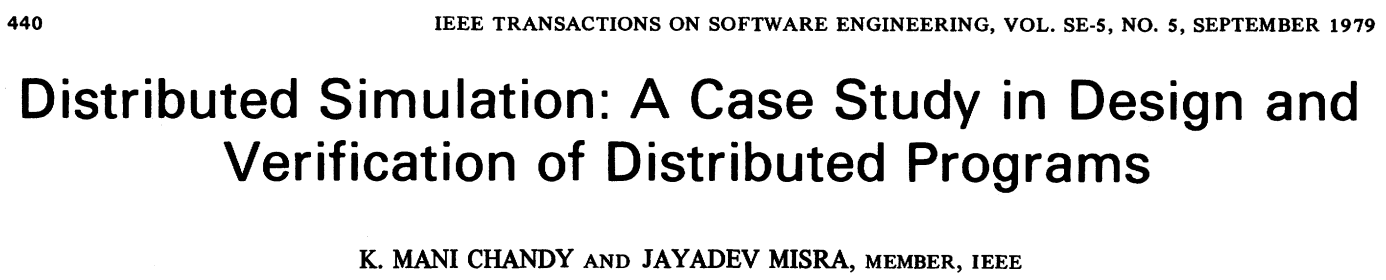 440 IEEE TRANSACTIONS ON SOFTWARE ENGINEERING, VOL. SE-5, NO. 5, SEPTEMBER 1979
Distributed Simulation: A Case Study in Design and
Verification of Distributed Programs
K. MANI CHANDY AND JAYADEV MISRA, MEMBER, IEEE